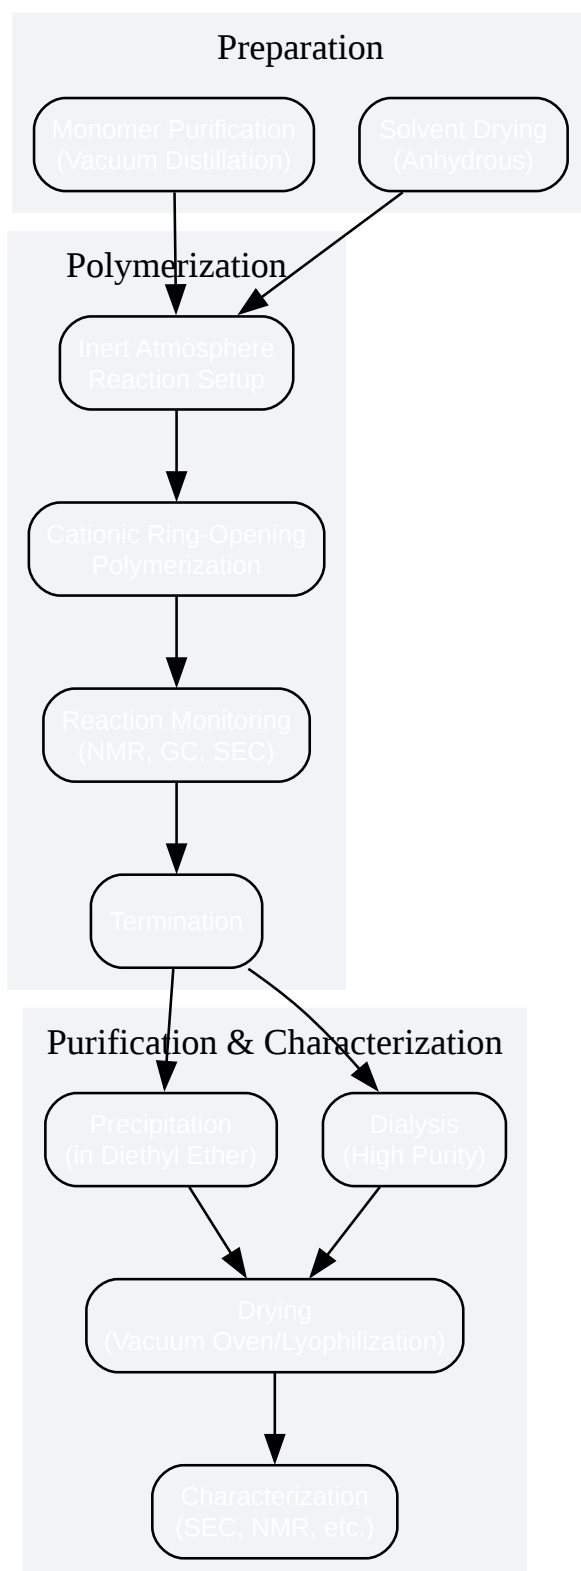 Preparation
Monomer Purification
(Vacuum Distillation)
Solvent Drying
(Anhydrous)
Polymerization
Inert Atmosphere
Reaction Setup
Cationic Ring-Opening
Polymerization
Reaction Monitoring
(NMR, GC, SEC)
Termination
Purification & Characterization
Precipitation
(in Diethyl Ether)
Dialysis
(High Purity)
Drying
(Vacuum Oven/Lyophilization)
Characterization
(SEC, NMR, etc.)